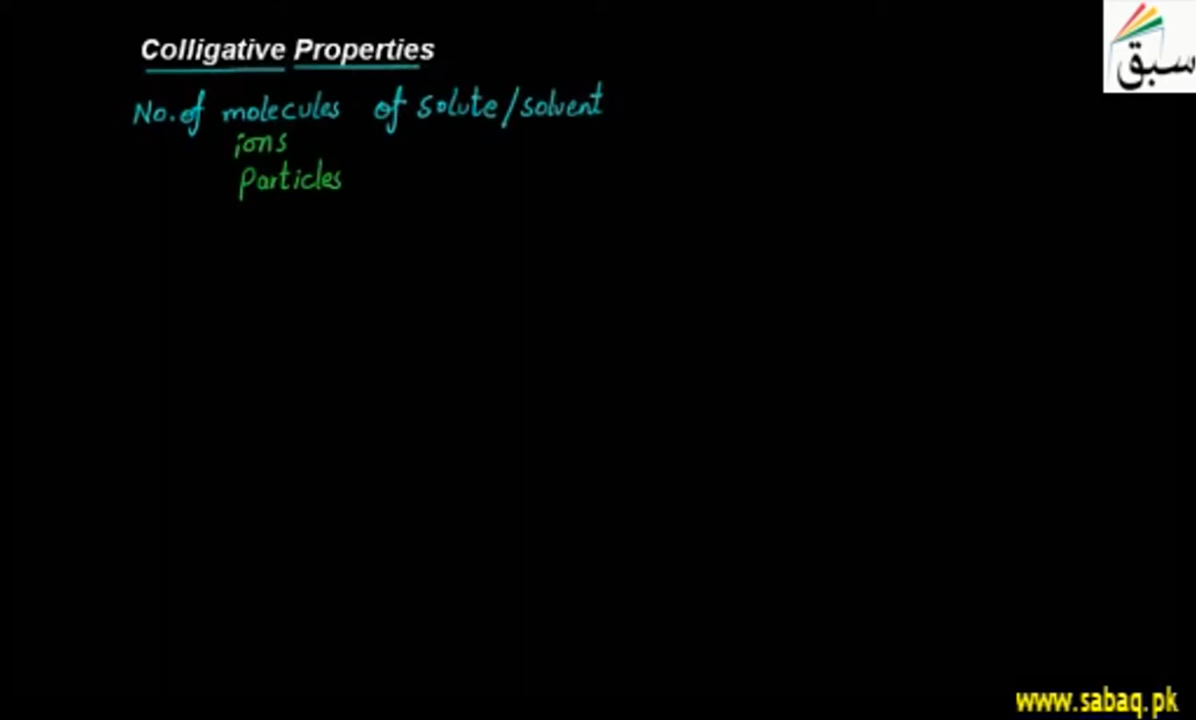 Colligative Properties
سبق
No. of molecules of solute/solvent
ions
Particles
www.sabaq.pk